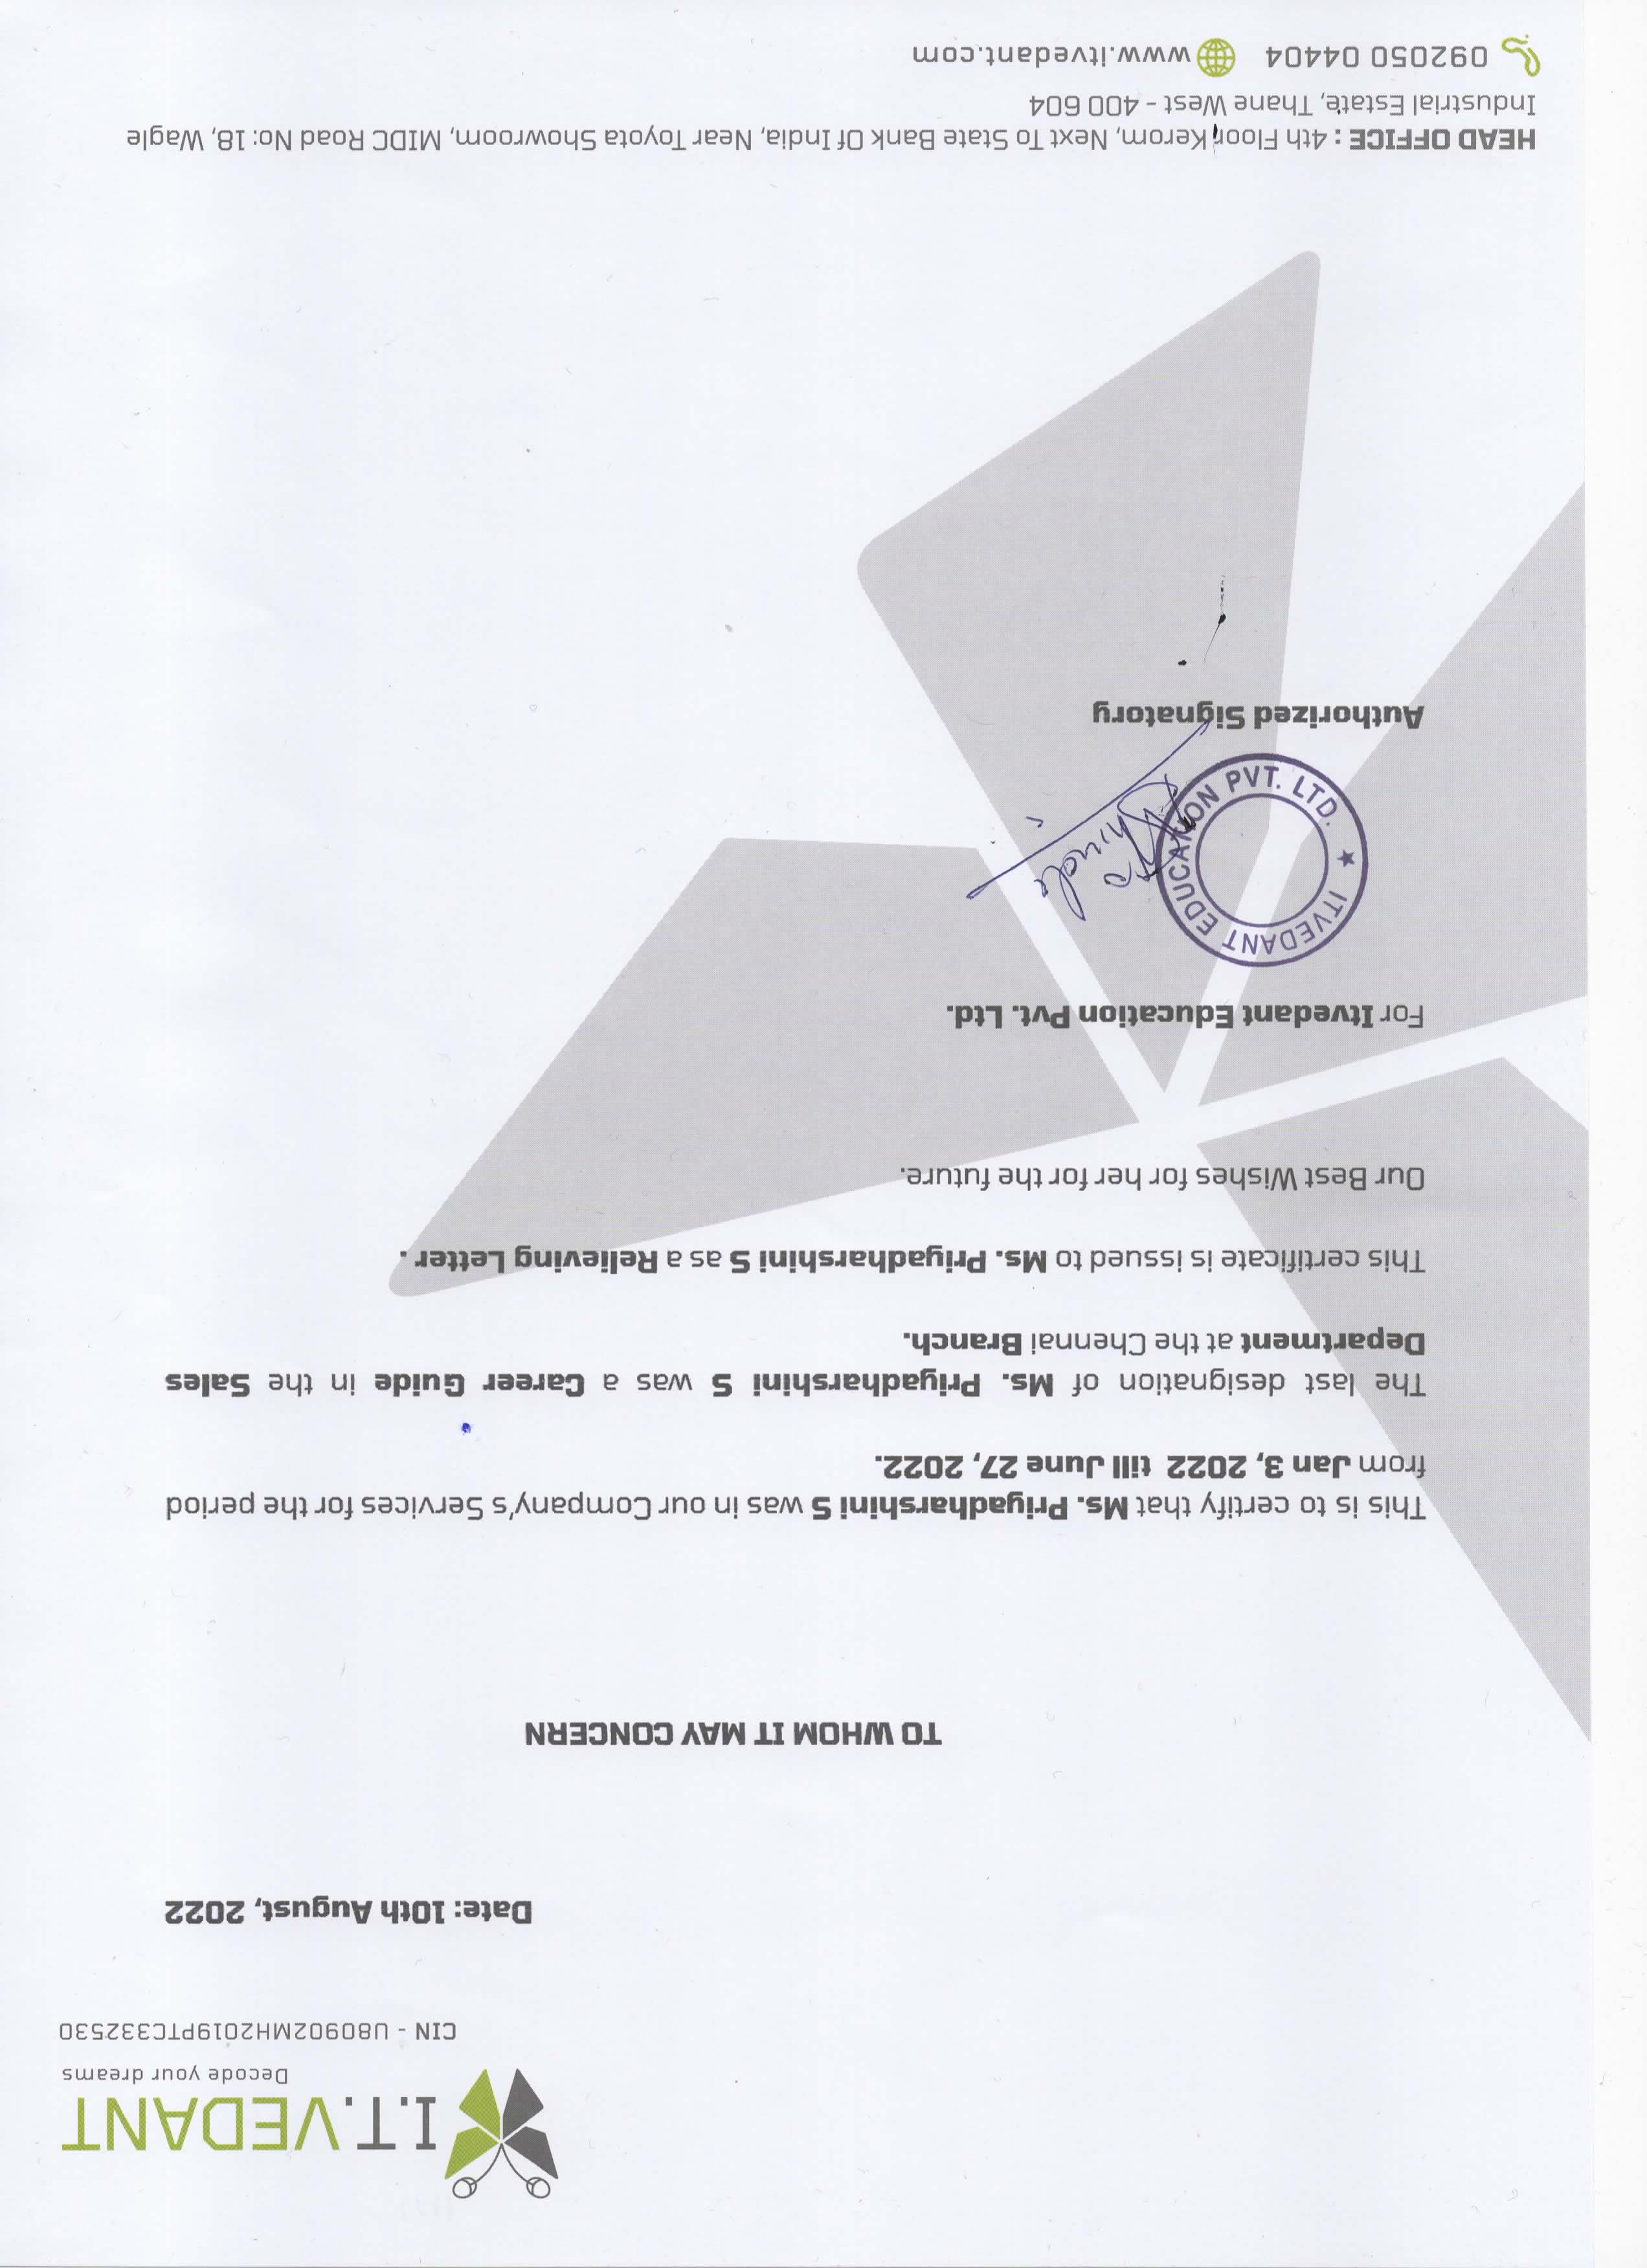 I.T.VEDANT
Decode your dreams
CIN - U80902MH2019PTC332530
Date: 10th August, 2022
TO WHOM IT MAY CONCERN
This is to certify that Ms. Priyadharshini S was in our Company's Services for the period
from Jan 3, 2022 till June 27, 2022.
The last designation of Ms. Priyadharshini S was a Career Guide in the Sales
Department at the Chennai Branch.
This certificate is issued to Ms. Priyadharshini S as a Relieving Letter .
Our Best Wishes for her for the future.
For Itvedant Education Pvt. Ltd.
★ ITVEDANT EDUCATION PVT. LTD.
Shinde
Authorized Signatory
HEAD OFFICE : 4th Floor, Kerom, Next To State Bank Of India, Near Toyota Showroom, MIDC Road No: 18, Wagle
Industrial Estate, Thane West - 400 604
092050 04404 www.itvedant.com